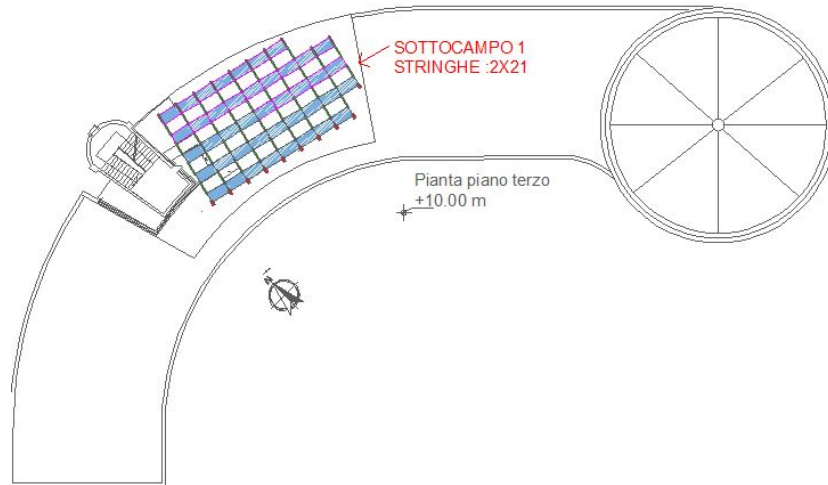 SOTTOCAMPO 1
STRINGHE :2X21
Pianta piano terzo
+10.00 m